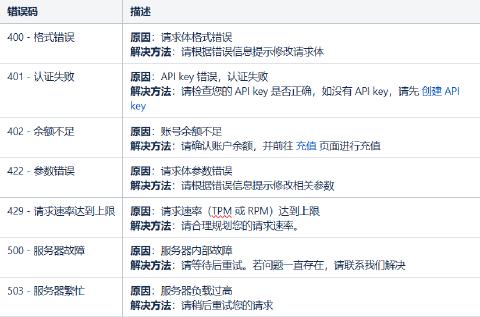 错误码 描述
400 - 格式错误 原因：请求体格式错误
解决方法：请根据错误信息提示修改请求体
401 - 认证失败 原因：API key 错误，认证失败
解决方法：请检查您的 API key 是否正确，如没有 API key，请先 创建 API
key
402 - 余额不足 原因：账号余额不足
解决方法：请确认账户余额，并前往 充值 页面进行充值
422 - 参数错误 原因：请求体参数错误
解决方法：请根据错误信息提示修改相关参数
429 - 请求速率达到上限 原因：请求速率（TPM 或 RPM）达到上限
解决方法：请合理规划您的请求速率。
500 - 服务器故障 原因：服务器内部故障
解决方法：请等待后重试。若问题一直存在，请联系我们解决
503 - 服务器繁忙 原因：服务器负载过高
解决方法：请稍后重试您的请求